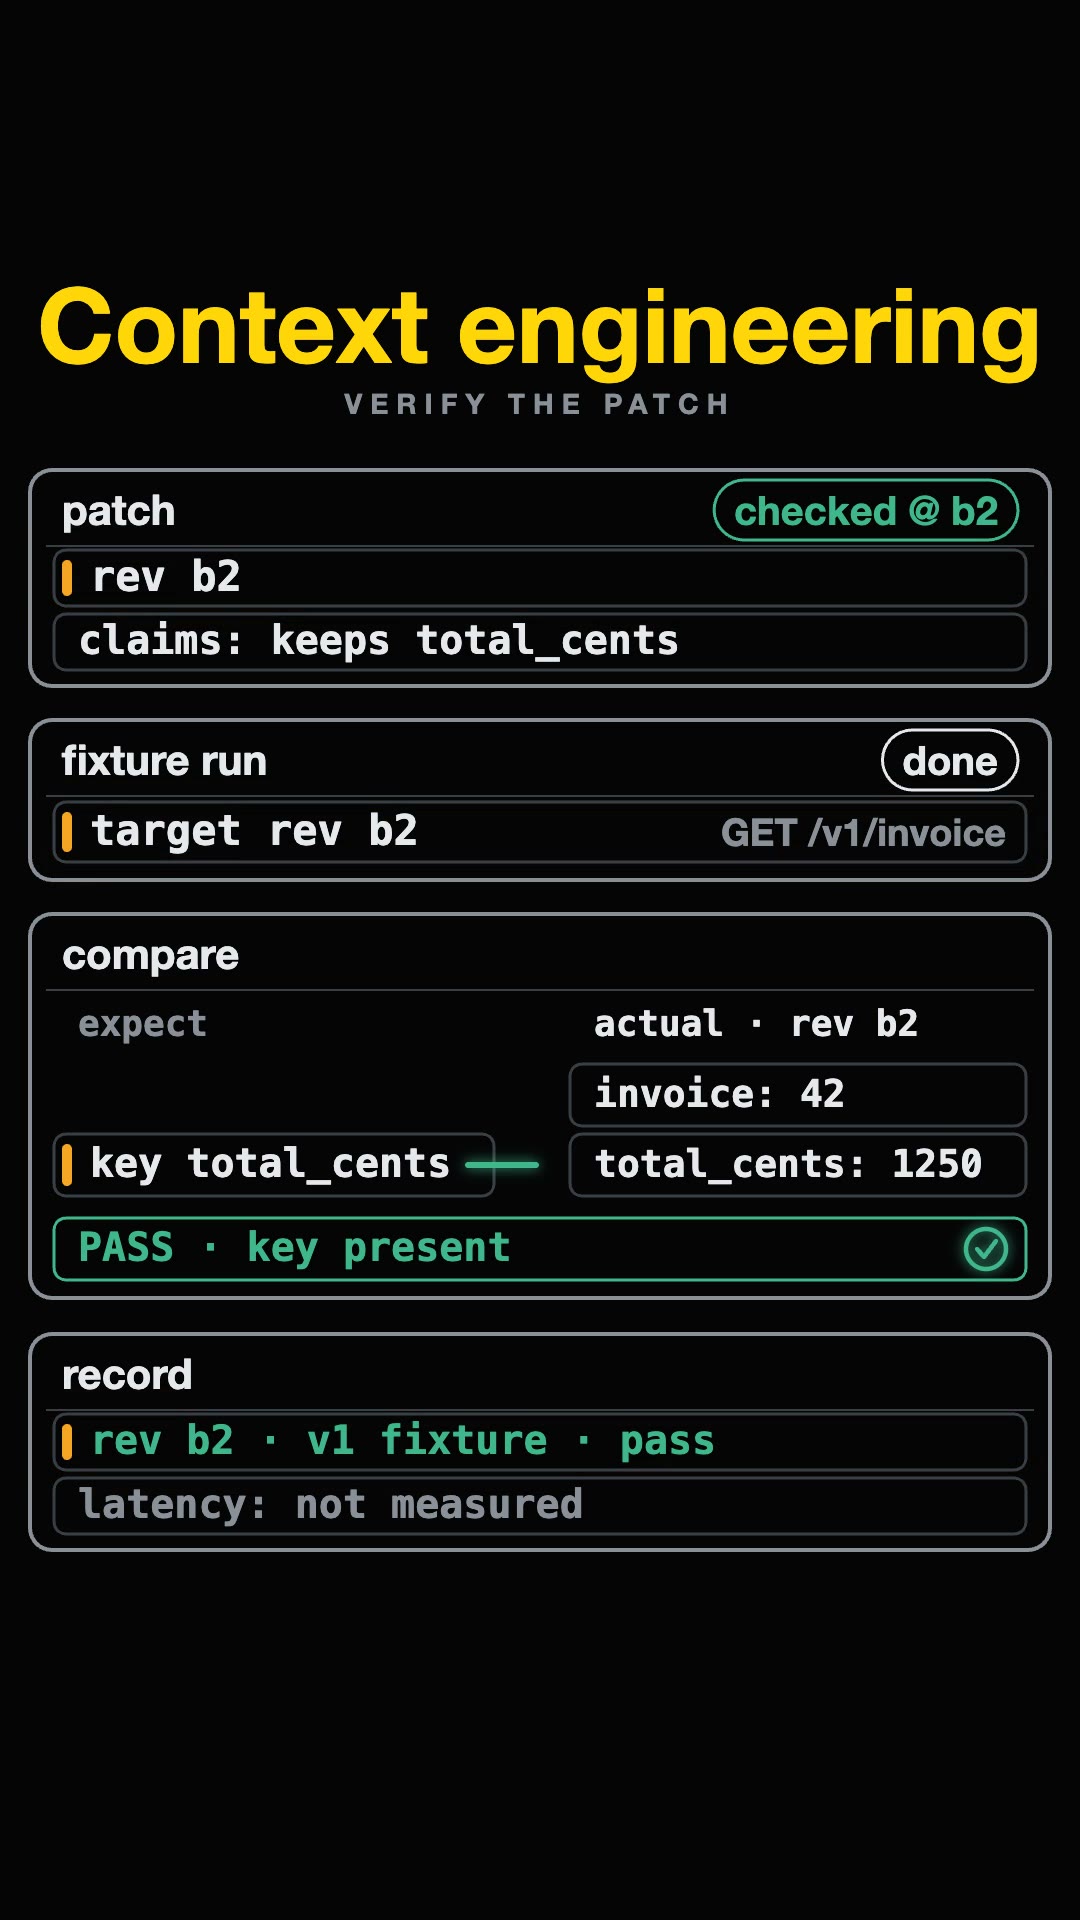 Context engineering
VERIFY THE PATCH
patch
checked @ b2
rev b2
claims: keeps total_cents
fixture run
done
target rev b2
GET /v1/invoice
compare
expect
actual · rev b2
invoice: 42
key total_cents
total_cents: 1250
PASS · key present
record
rev b2 · v1 fixture · pass
latency: not measured